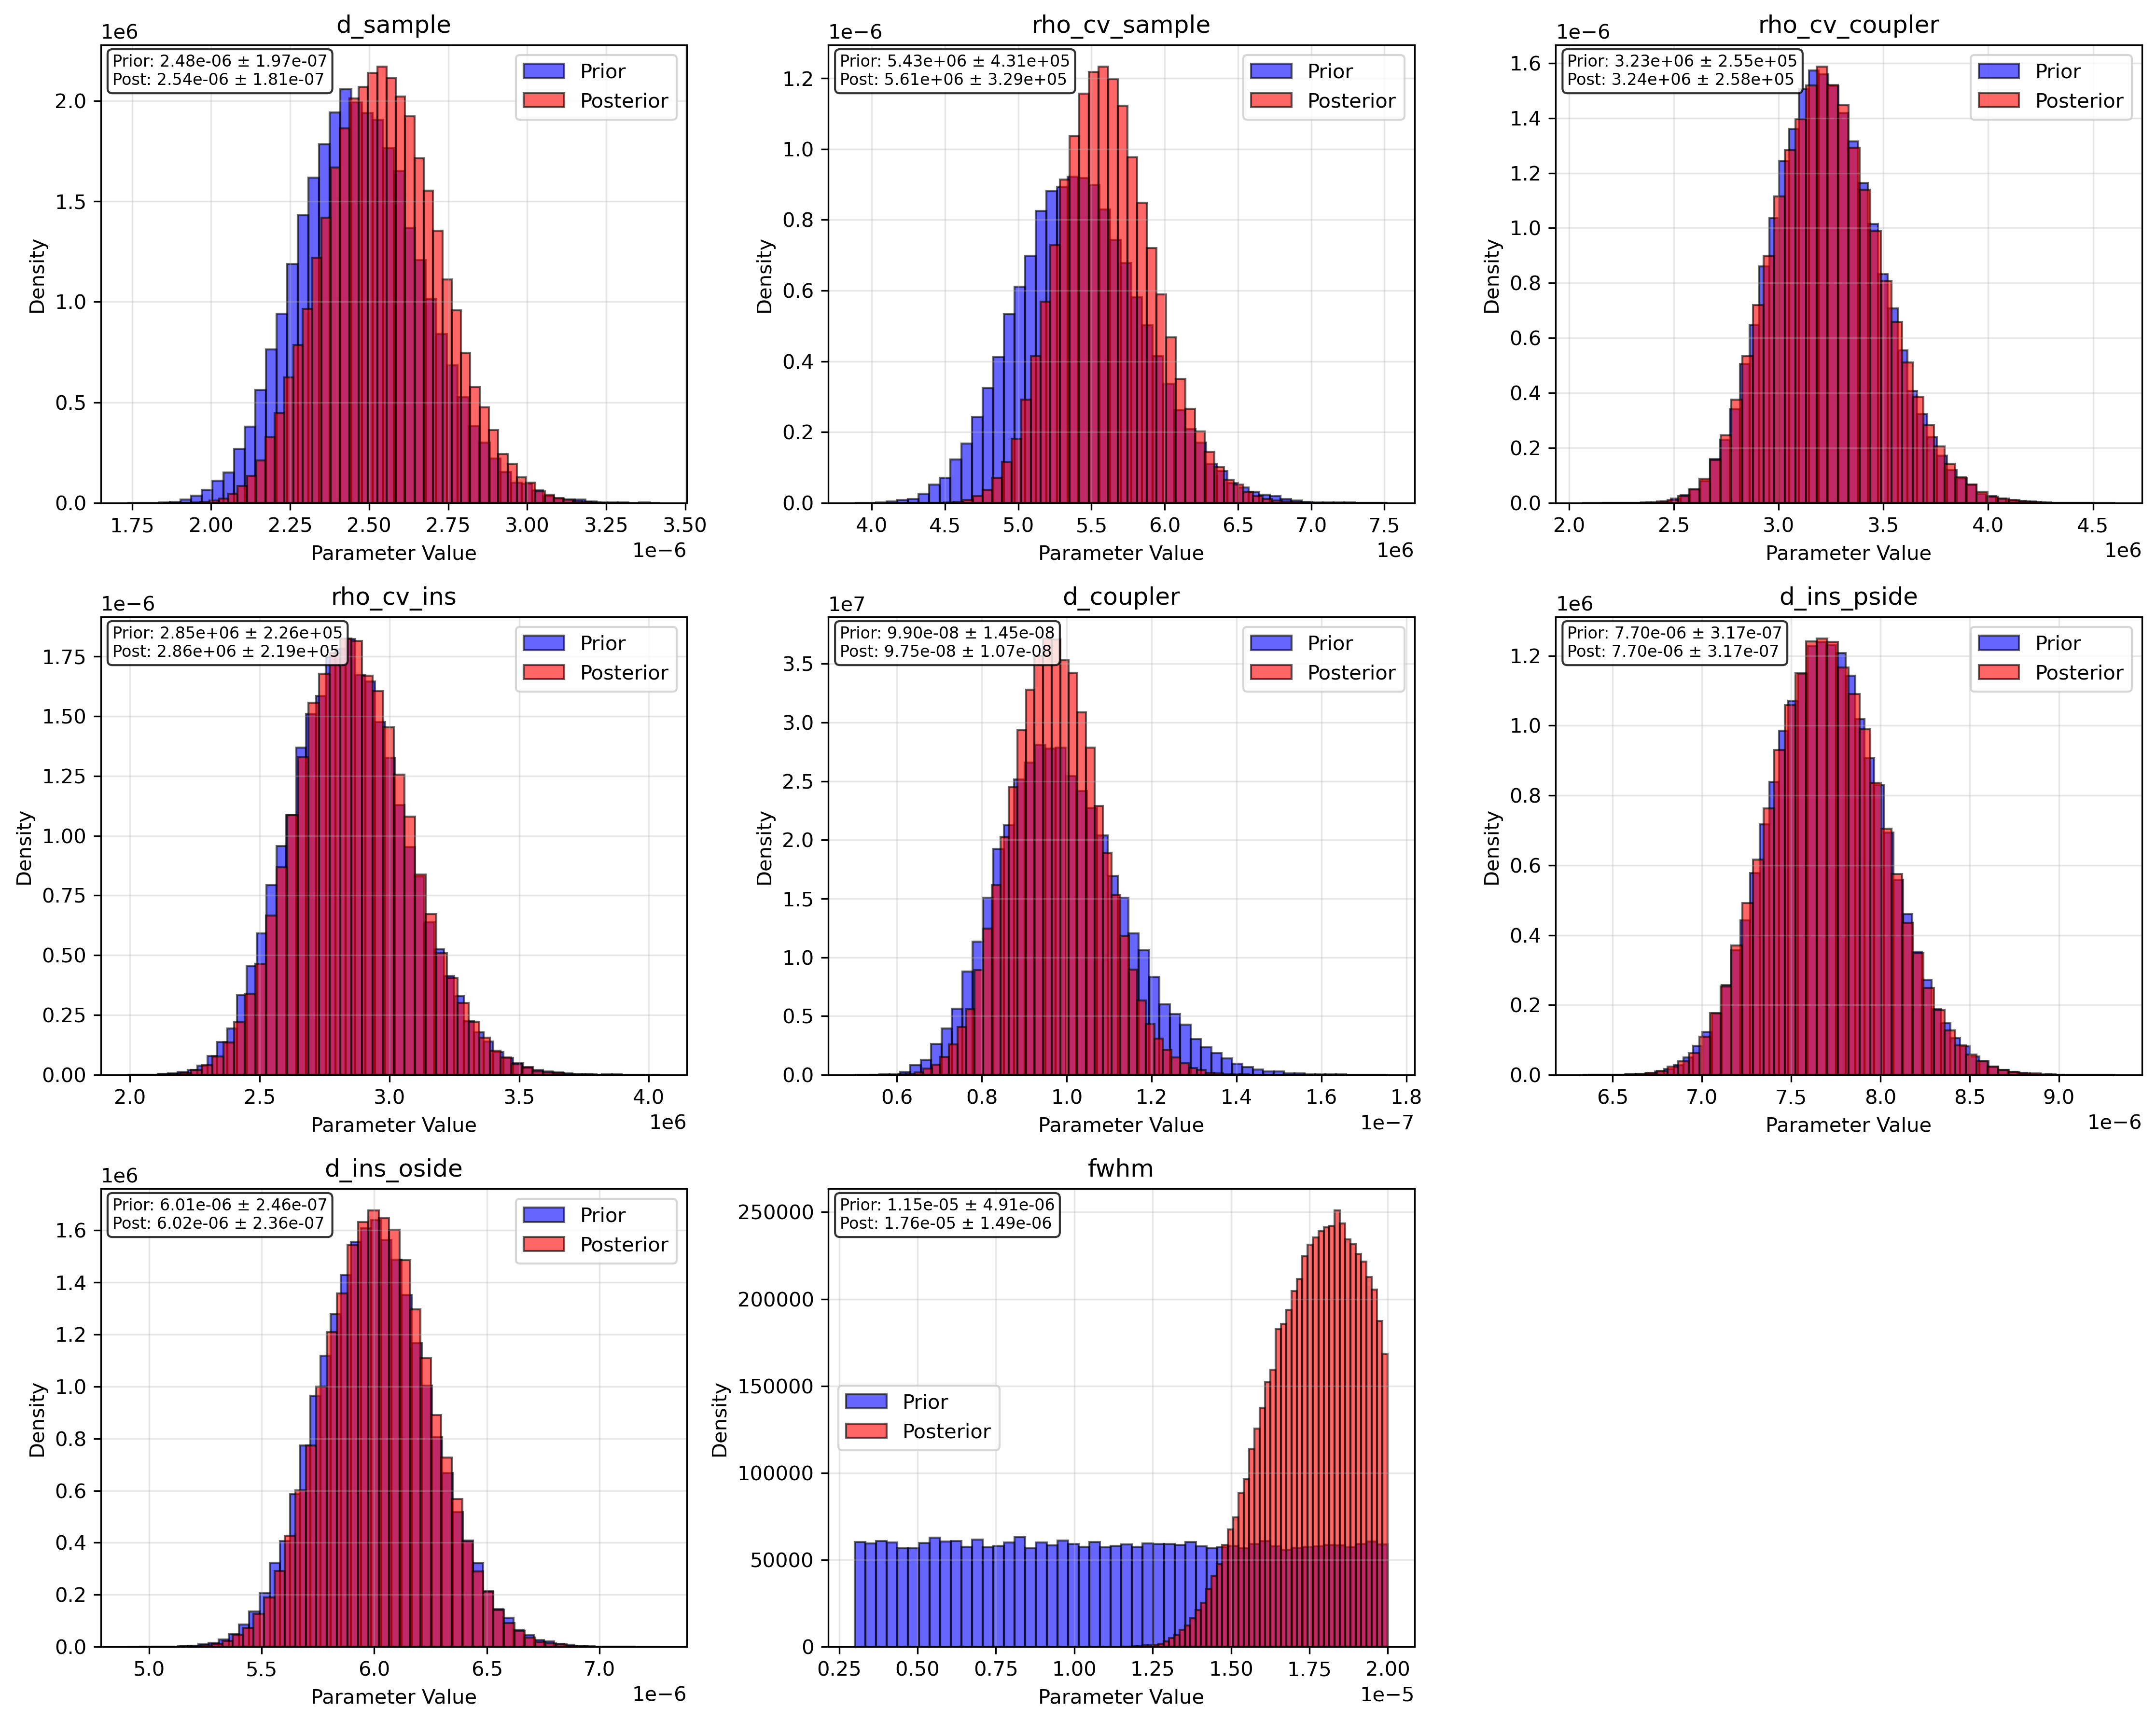 d_sample
1e6
Prior: 2.48e-06 ± 1.97e-07
Post: 2.54e-06 ± 1.81e-07
Prior
Posterior
Density
2.0
1.5
1.0
0.5
0.0
1.75 2.00 2.25 2.50 2.75 3.00 3.25 3.50
Parameter Value
1e−6
rho_cv_sample
1e−6
Prior: 5.43e+06 ± 4.31e+05
Post: 5.61e+06 ± 3.29e+05
Prior
Posterior
Density
1.2
1.0
0.8
0.6
0.4
0.2
0.0
4.0 4.5 5.0 5.5 6.0 6.5 7.0 7.5
Parameter Value
1e6
rho_cv_coupler
1e−6
Prior: 3.23e+06 ± 2.55e+05
Post: 3.24e+06 ± 2.58e+05
Prior
Posterior
Density
1.6
1.4
1.2
1.0
0.8
0.6
0.4
0.2
0.0
2.0 2.5 3.0 3.5 4.0 4.5
Parameter Value
1e6
rho_cv_ins
1e−6
Prior: 2.85e+06 ± 2.26e+05
Post: 2.86e+06 ± 2.19e+05
Prior
Posterior
Density
1.75
1.50
1.25
1.00
0.75
0.50
0.25
0.00
2.0 2.5 3.0 3.5 4.0
Parameter Value
1e6
d_coupler
1e7
Prior: 9.90e-08 ± 1.45e-08
Post: 9.75e-08 ± 1.07e-08
Prior
Posterior
Density
3.5
3.0
2.5
2.0
1.5
1.0
0.5
0.0
0.6 0.8 1.0 1.2 1.4 1.6 1.8
Parameter Value
1e−7
d_ins_pside
1e6
Prior: 7.70e-06 ± 3.17e-07
Post: 7.70e-06 ± 3.17e-07
Prior
Posterior
Density
1.2
1.0
0.8
0.6
0.4
0.2
0.0
6.5 7.0 7.5 8.0 8.5 9.0
Parameter Value
1e−6
d_ins_oside
1e6
Prior: 6.01e-06 ± 2.46e-07
Post: 6.02e-06 ± 2.36e-07
Prior
Posterior
Density
1.6
1.4
1.2
1.0
0.8
0.6
0.4
0.2
0.0
5.0 5.5 6.0 6.5 7.0
Parameter Value
1e−6
fwhm
Prior: 1.15e-05 ± 4.91e-06
Post: 1.76e-05 ± 1.49e-06
Prior
Posterior
Density
250000
200000
150000
100000
50000
0
0.25 0.50 0.75 1.00 1.25 1.50 1.75 2.00
Parameter Value
1e−5